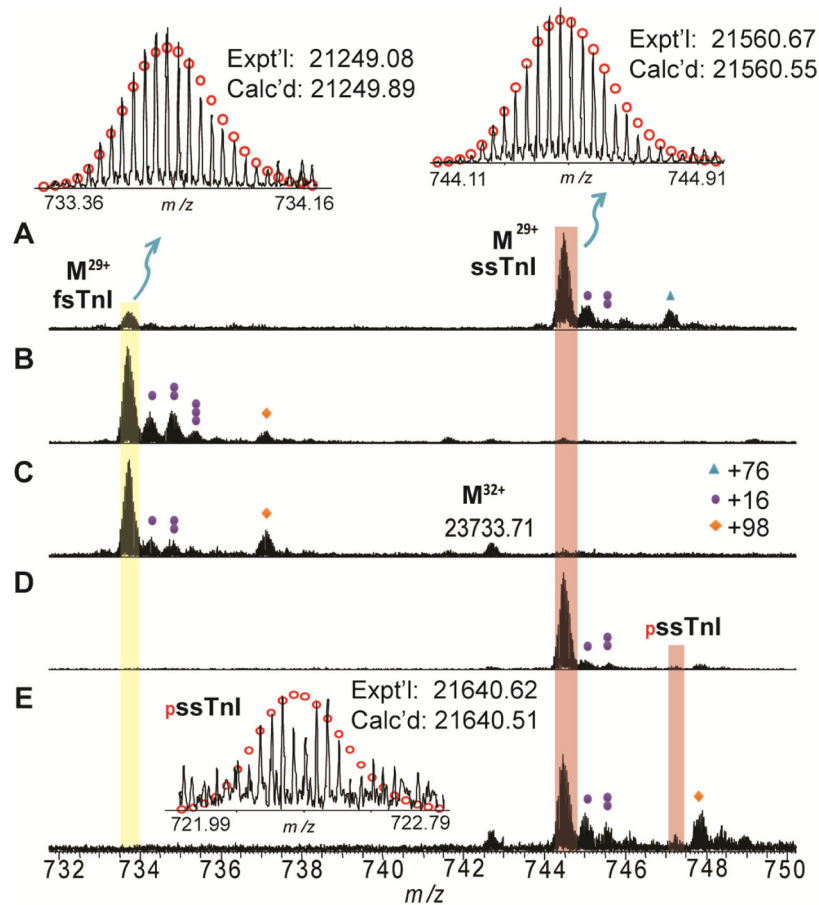 Expt'l: 21249.08
Calc'd: 21249.89
733.36 m/z 734.16
Expt'l: 21560.67
Calc'd: 21560.55
744.11 m/z 744.91
A
M29+
fsTnI
M29+
ssTnI
B
C
M32+
23733.71
+76
+16
+98
D
pssTnI
E
pssTnI
Expt'l: 21640.62
Calc'd: 21640.51
721.99 m/z 722.79
732 734 736 738 740 742 744 746 748 750
m/z